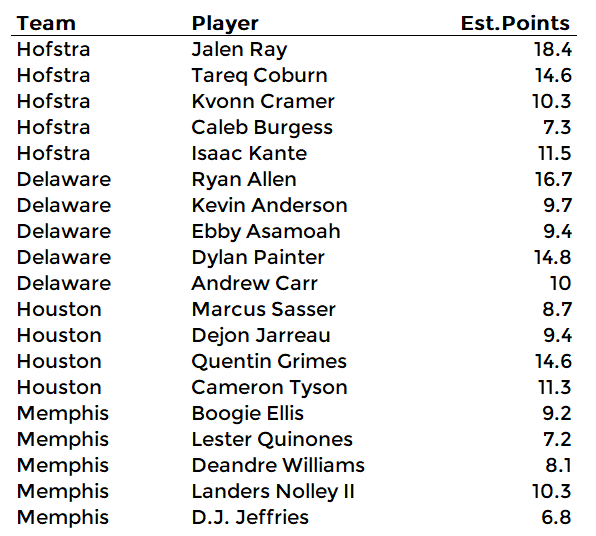 Team Player Est.Points
Hofstra Jalen Ray 18.4
Hofstra Tareq Coburn 14.6
Hofstra Kvonn Cramer 10.3
Hofstra Caleb Burgess 7.3
Hofstra Isaac Kante 11.5
Delaware Ryan Allen 16.7
Delaware Kevin Anderson 9.7
Delaware Ebby Asamoah 9.4
Delaware Dylan Painter 14.8
Delaware Andrew Carr 10
Houston Marcus Sasser 8.7
Houston Dejon Jarreau 9.4
Houston Quentin Grimes 14.6
Houston Cameron Tyson 11.3
Memphis Boogie Ellis 9.2
Memphis Lester Quinones 7.2
Memphis Deandre Williams 8.1
Memphis Landers Nolley II 10.3
Memphis D.J. Jeffries 6.8